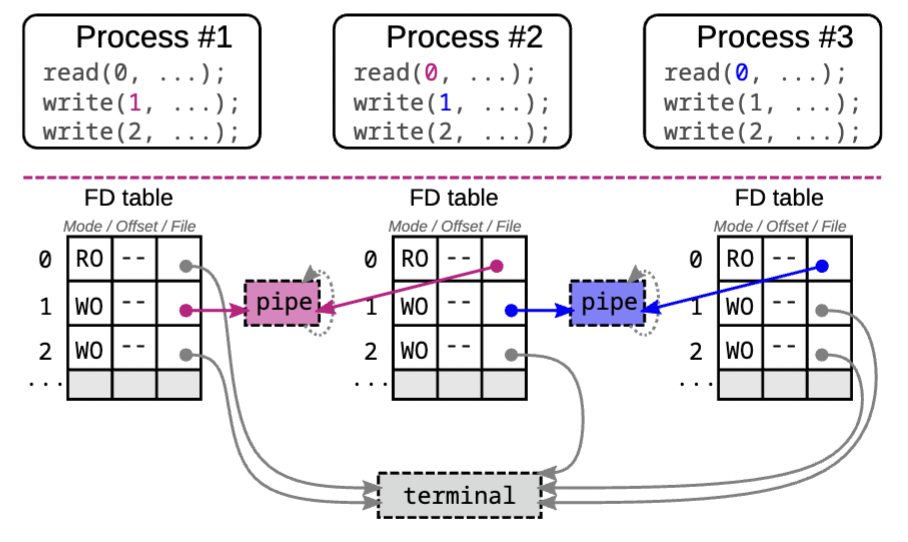 Process #1
read(0, ...);
write(1, ...);
write(2, ...);
Process #2
read(0, ...);
write(1, ...);
write(2, ...);
Process #3
read(0, ...);
write(1, ...);
write(2, ...);
FD table
Mode / Offset / File
0 RO --
1 WO --
2 WO --
...
pipe
FD table
Mode / Offset / File
0 RO --
1 WO --
2 WO --
...
pipe
FD table
Mode / Offset / File
0 RO --
1 WO --
2 WO --
...
terminal